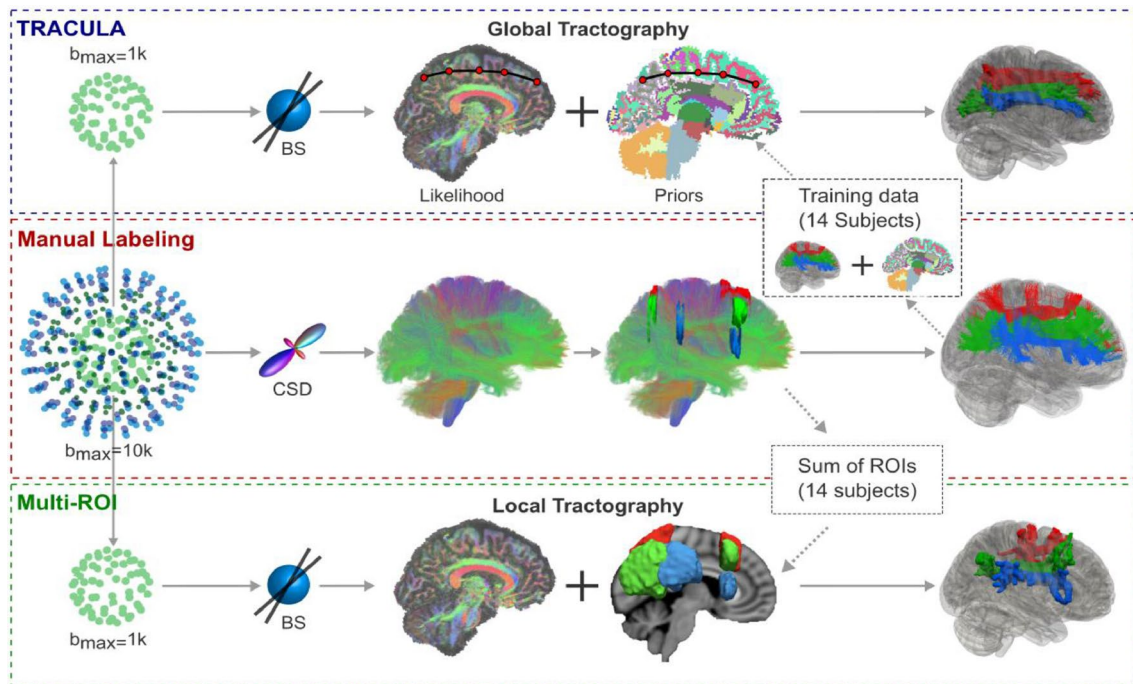 TRACULA
bmax=1k
Global Tractography
BS
Likelihood
Priors
Training data
(14 Subjects)
Manual Labeling
CSD
bmax=10k
Sum of ROIs
(14 subjects)
Multi-ROI
Local Tractography
BS
bmax=1k